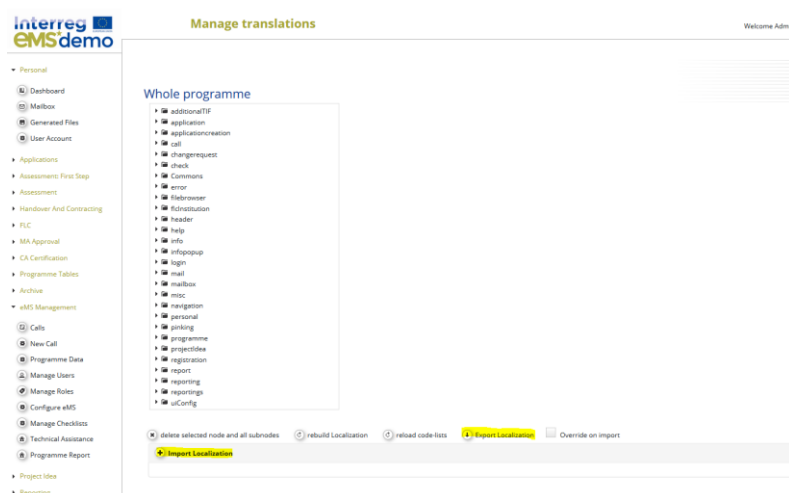 Interreg
eMS*demo
Manage translations
Welcome Adm
Personal
Dashboard
Mailbox
Generated Files
User Account
Applications
Assessment: First Step
Assessment
Handover And Contracting
FLC
MA Approval
CA Certification
Programme Tables
Archive
eMS Management
Calls
New Call
Programme Data
Manage Users
Manage Roles
Configure eMS
Manage Checklists
Technical Assistance
Programme Report
Project Idea
Reporting
Whole programme
additionalTIF
application
applicationcreation
call
changerequest
check
Commons
error
filebrowser
flcInstitution
header
help
info
infopopup
login
mail
mailbox
misc
navigation
personal
pinking
programme
projectIdea
registration
report
reporting
reportings
uiConfig
delete selected node and all subnodes rebuild Localization reload code-lists Export Localization Override on import
Import Localization